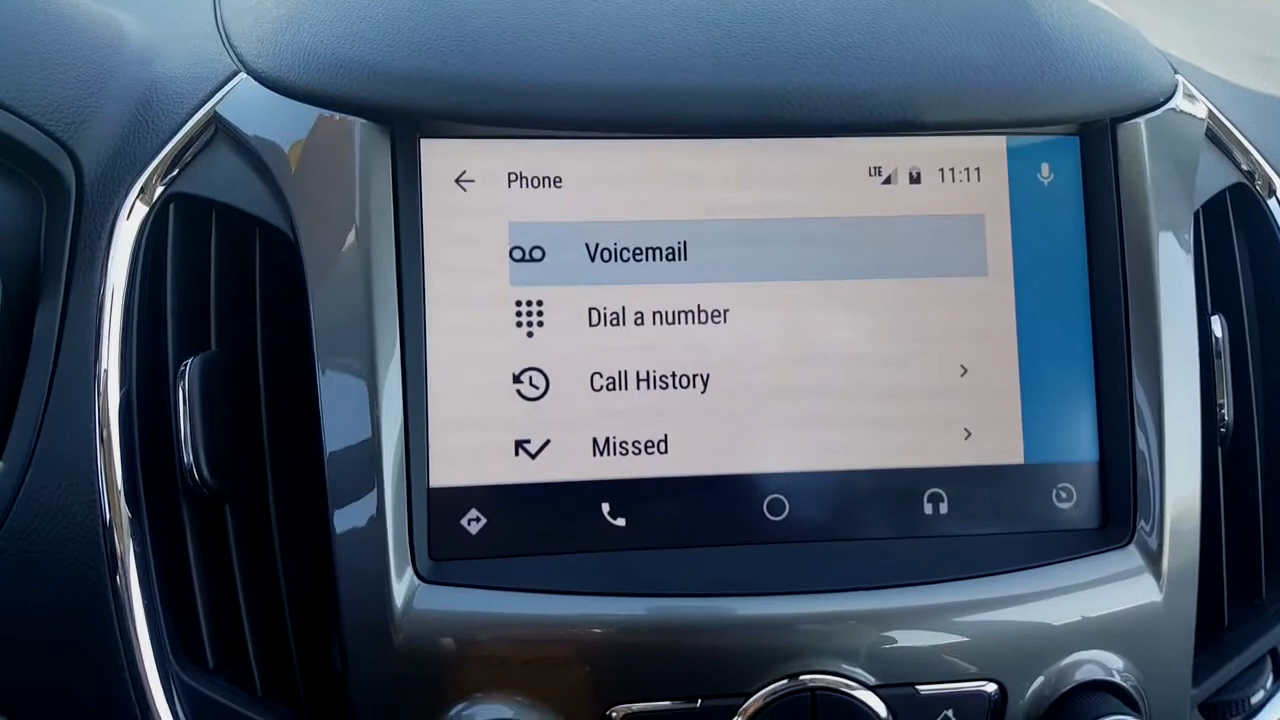 Phone
LTE
11:11
Voicemail
Dial a number
Call History
Missed